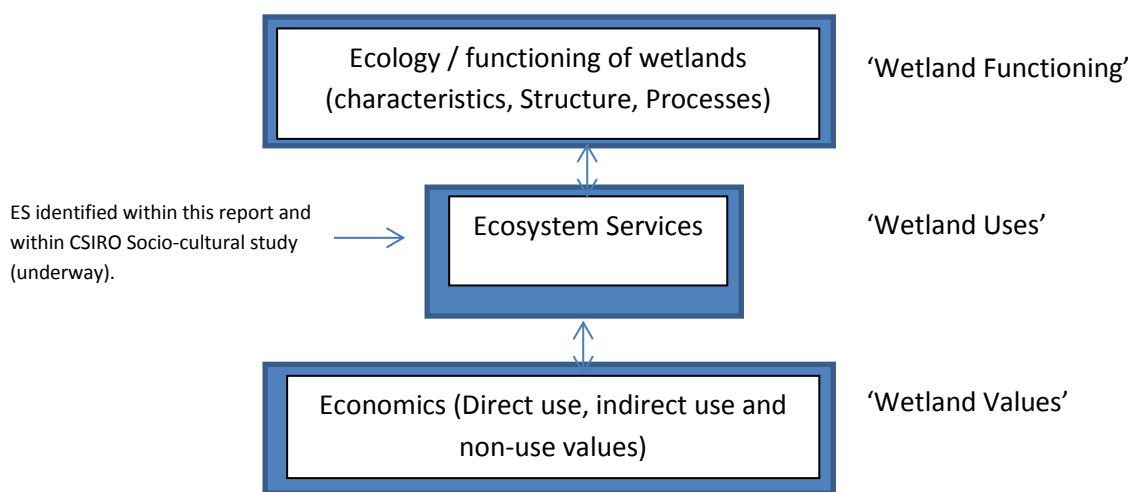 Ecology / functioning of wetlands
(characteristics, Structure, Processes)
‘Wetland Functioning’
ES identified within this report and
within CSIRO Socio-cultural study
(underway).
Ecosystem Services
‘Wetland Uses’
Economics (Direct use, indirect use and
non-use values)
‘Wetland Values’